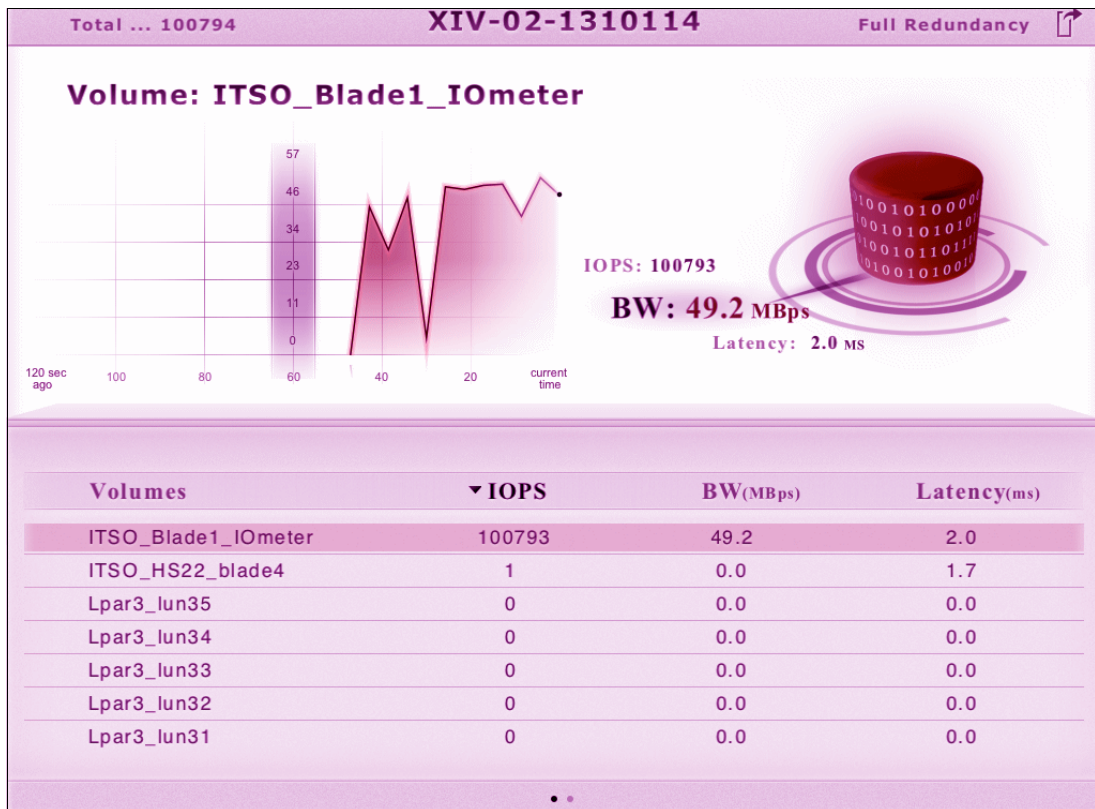 Total ... 100794 XIV-02-1310114 Full Redundancy
Volume: ITSO_Blade1_IOmeter
57
46
34
23
11
0
120 sec ago 100 80 60 40 20 current time
IOPS: 100793
BW: 49.2 MBps
Latency: 2.0 MS
Volumes IOPS BW(MBps) Latency(ms)
ITSO_Blade1_IOmeter 100793 49.2 2.0
ITSO_HS22_blade4 1 0.0 1.7
Lpar3_lun35 0 0.0 0.0
Lpar3_lun34 0 0.0 0.0
Lpar3_lun33 0 0.0 0.0
Lpar3_lun32 0 0.0 0.0
Lpar3_lun31 0 0.0 0.0